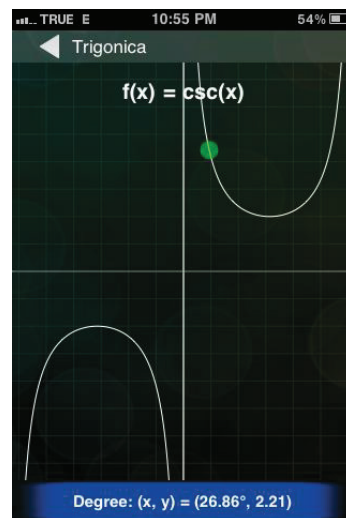 TRUE E 10:55 PM 54%
Trigonica
f(x) = csc(x)
Degree: (x, y) = (26.86°, 2.21)